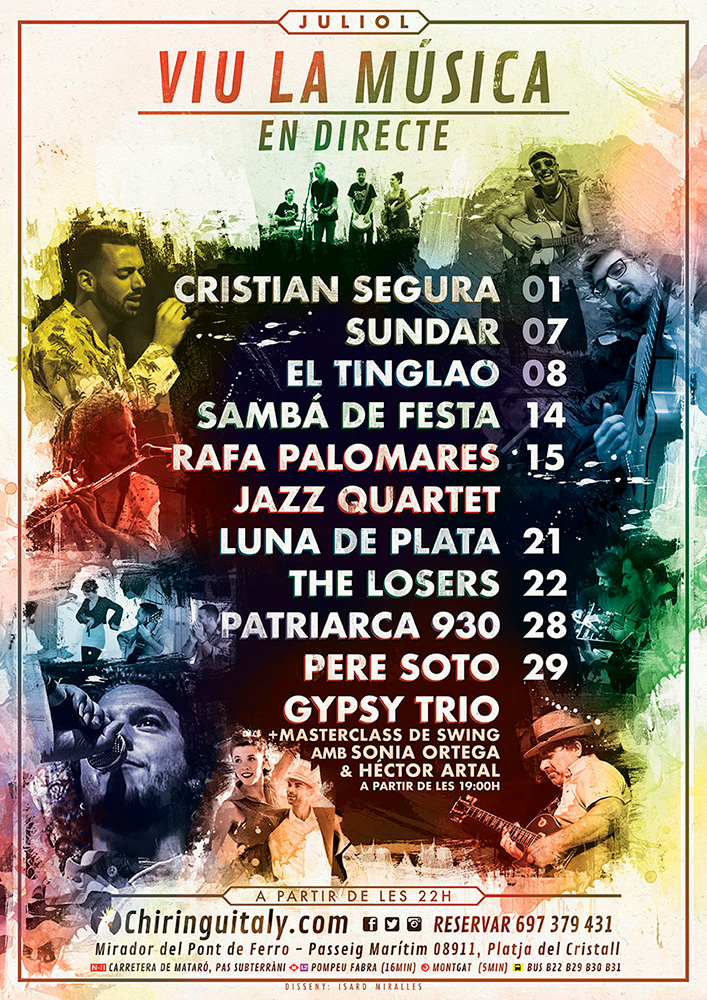 JULIOL
VIU LA MÚSICA
EN DIRECTE
CRISTIAN SEGURA 01
SUNDAR 07
EL TINGLAO 08
SAMBÁ DE FESTA 14
RAFA PALOMARES 15
JAZZ QUARTET
LUNA DE PLATA 21
THE LOSERS 22
PATRIARCA 930 28
PERE SOTO 29
GYPSY TRIO
+MASTERCLASS DE SWING
AMB SONIA ORTEGA
& HÉCTOR ARTAL
A PARTIR DE LES 19:00H
A PARTIR DE LES 22H
Chiringuitaly.com RESERVAR 697 379 431
Mirador del Pont de Ferro - Passeig Marítim 08911, Platja del Cristall
N-II CARRETERA DE MATARÓ, PAS SUBTERRÀNI L2 POMPEU FABRA (16MIN) MONTGAT (5MIN) BUS B22 B29 B30 B31
DISSENY: ISARD MIRALLES